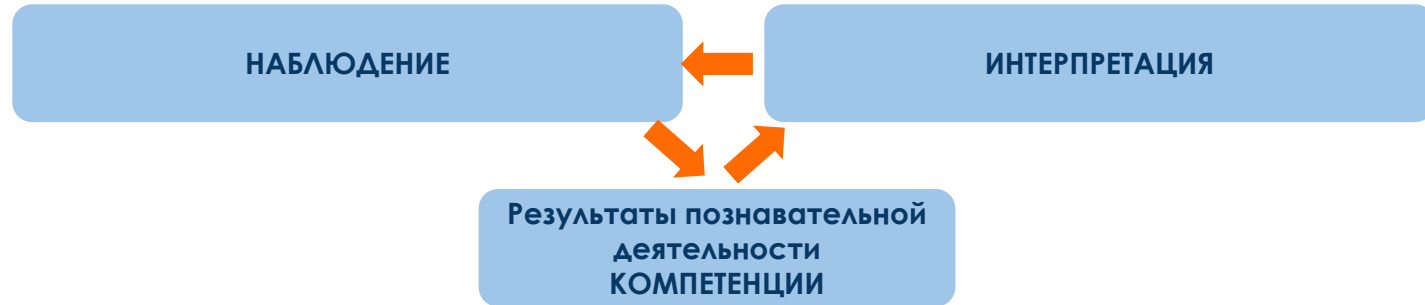 НАБЛЮДЕНИЕ
ИНТЕРПРЕТАЦИЯ
Результаты познавательной
деятельности
КОМПЕТЕНЦИИ